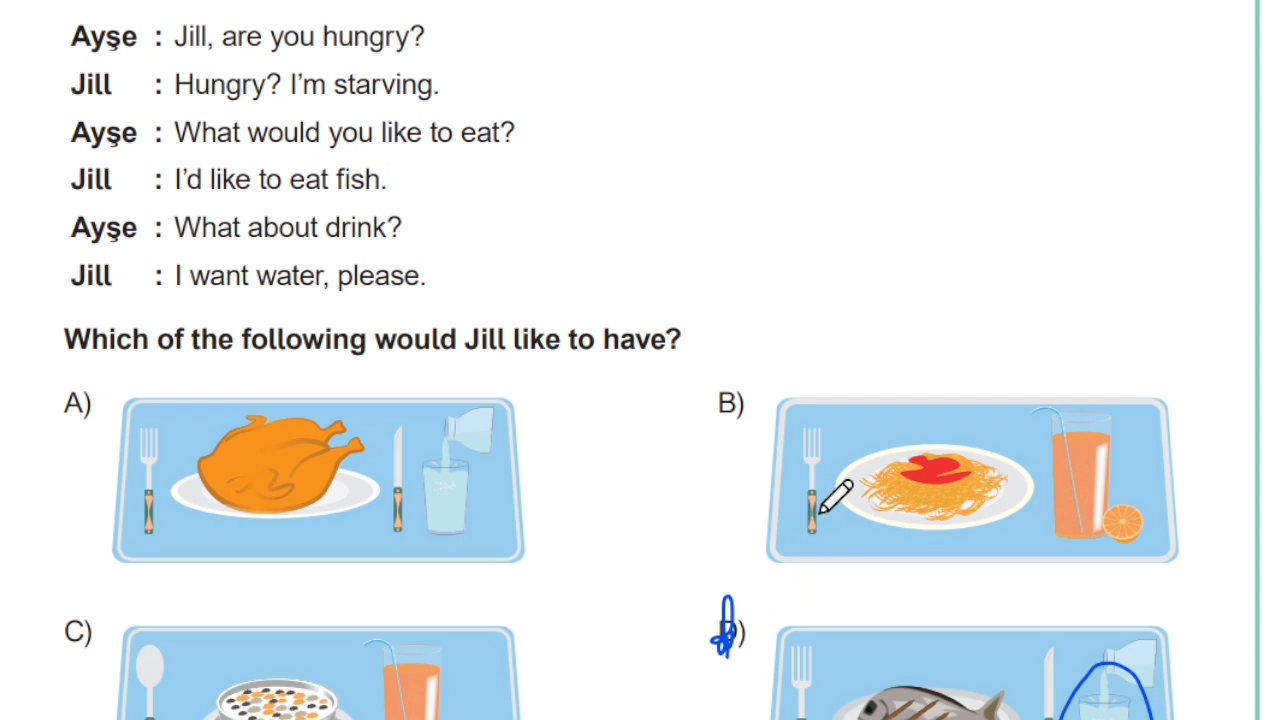 Ayşe : Jill, are you hungry?
Jill : Hungry? I'm starving.
Ayşe : What would you like to eat?
Jill : I'd like to eat fish.
Ayşe : What about drink?
Jill : I want water, please.
Which of the following would Jill like to have?
A) B)
C) D)